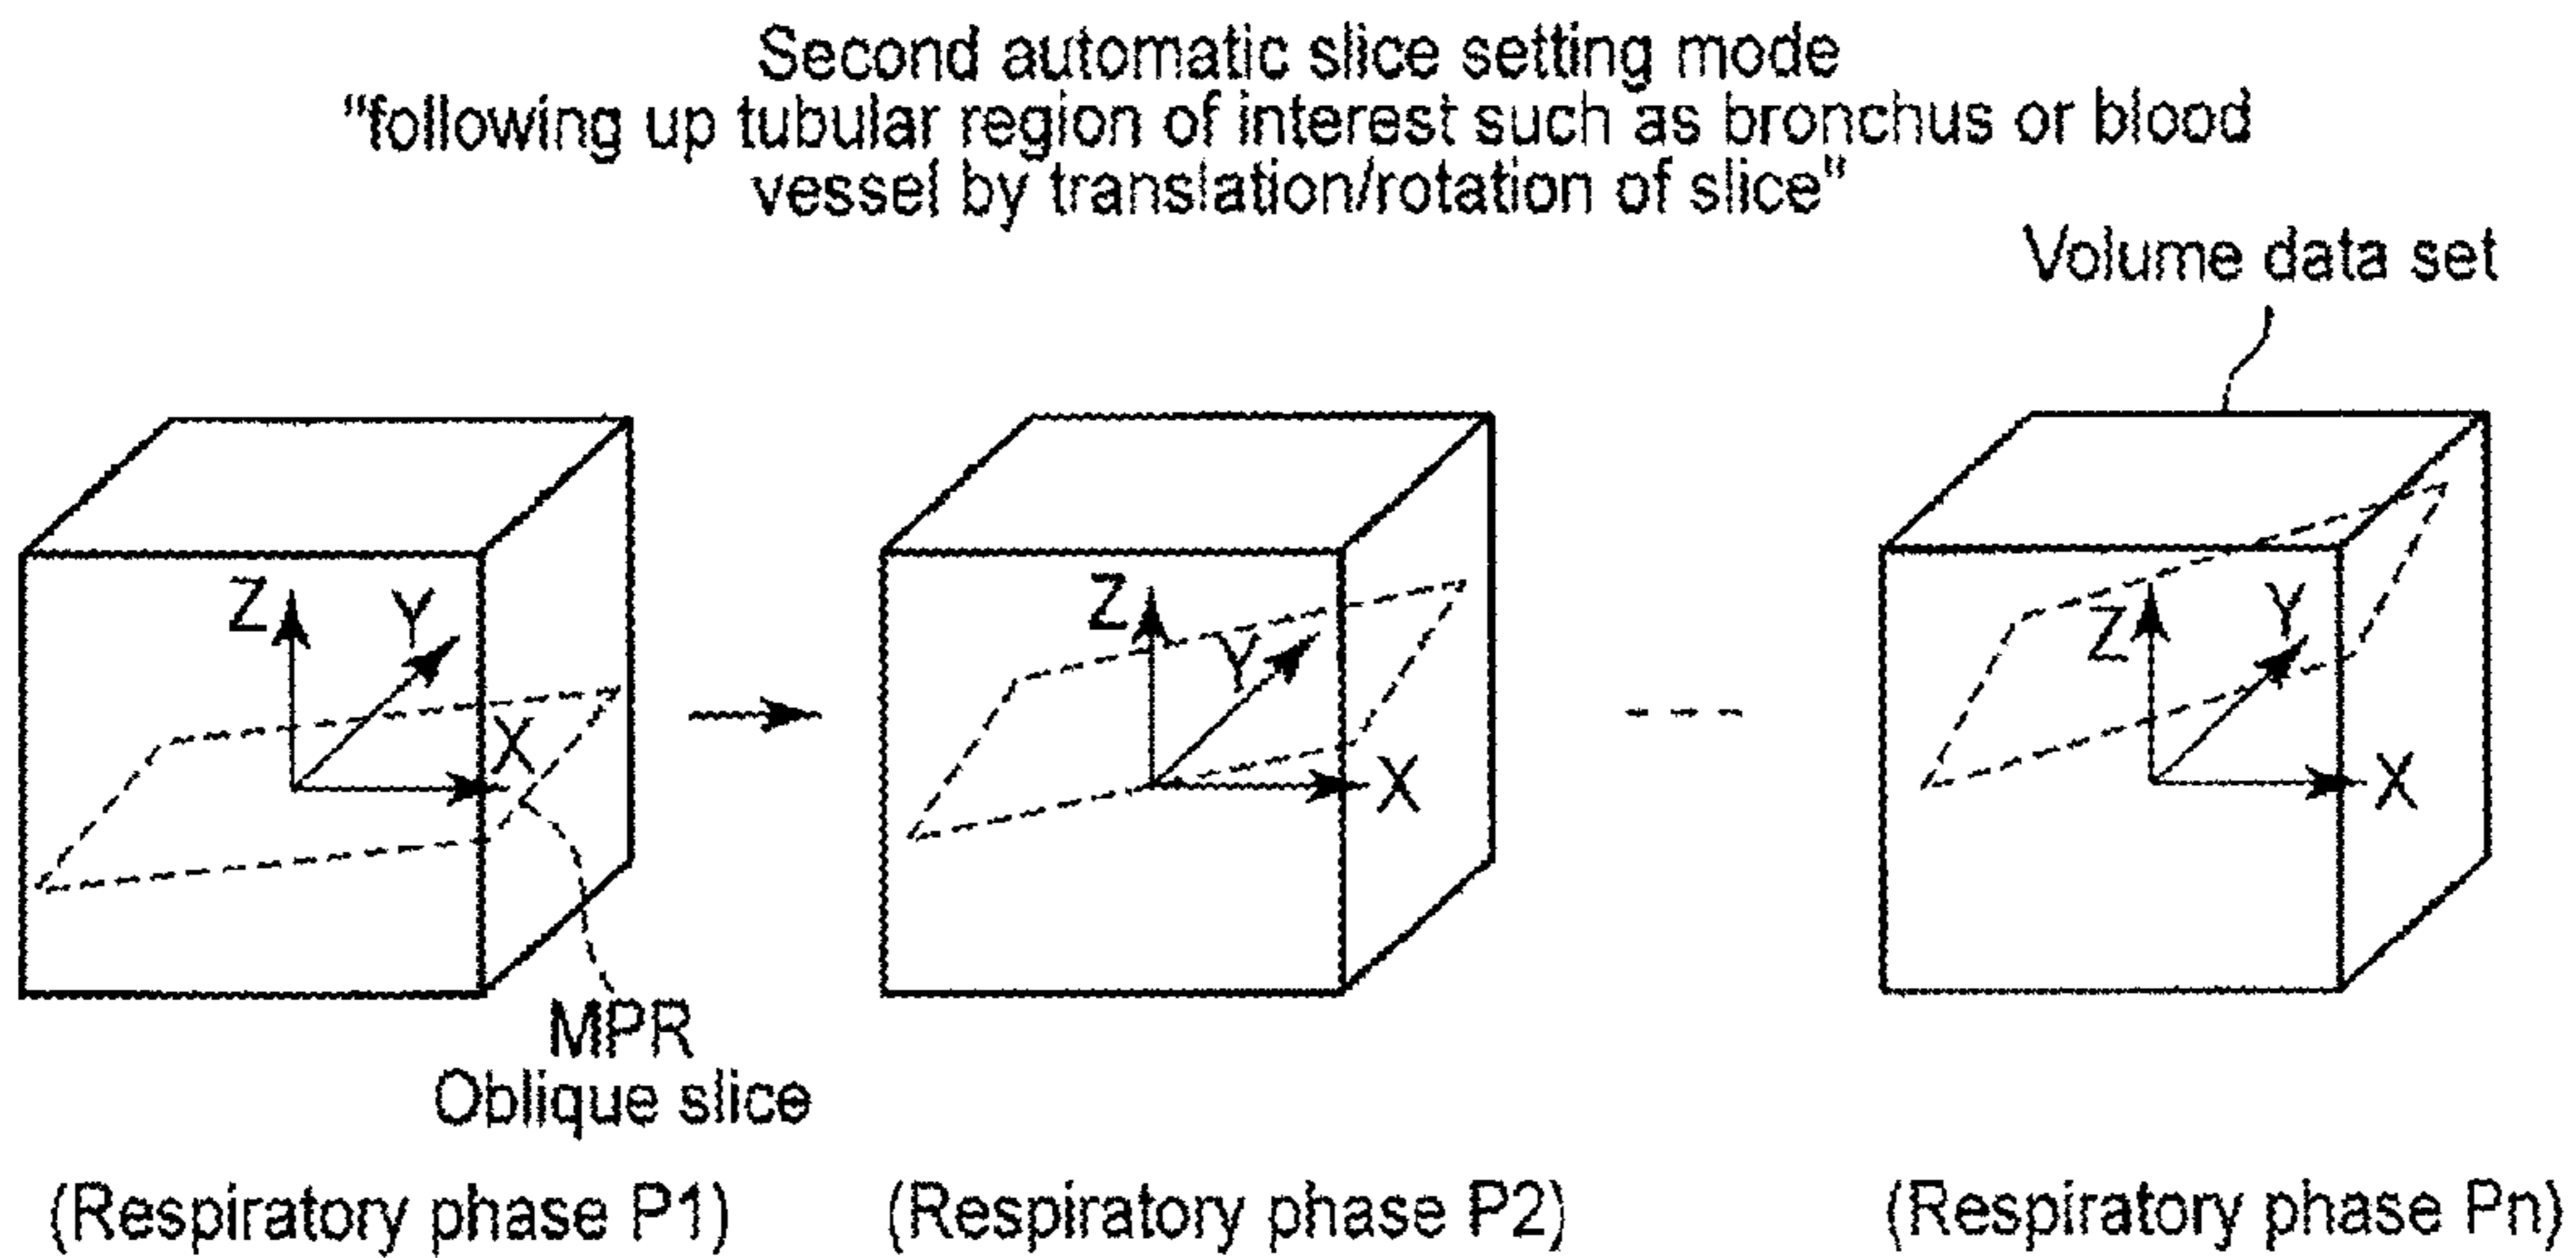 Second automatic slice setting mode
"following up tubular region of interest such as bronchus or blood
vessel by translation/rotation of slice"
Volume data set
Z
Y
X
Z
Y
X
Z
Y
X
MPR
Oblique slice
(Respiratory phase P1)
(Respiratory phase P2)
(Respiratory phase Pn)